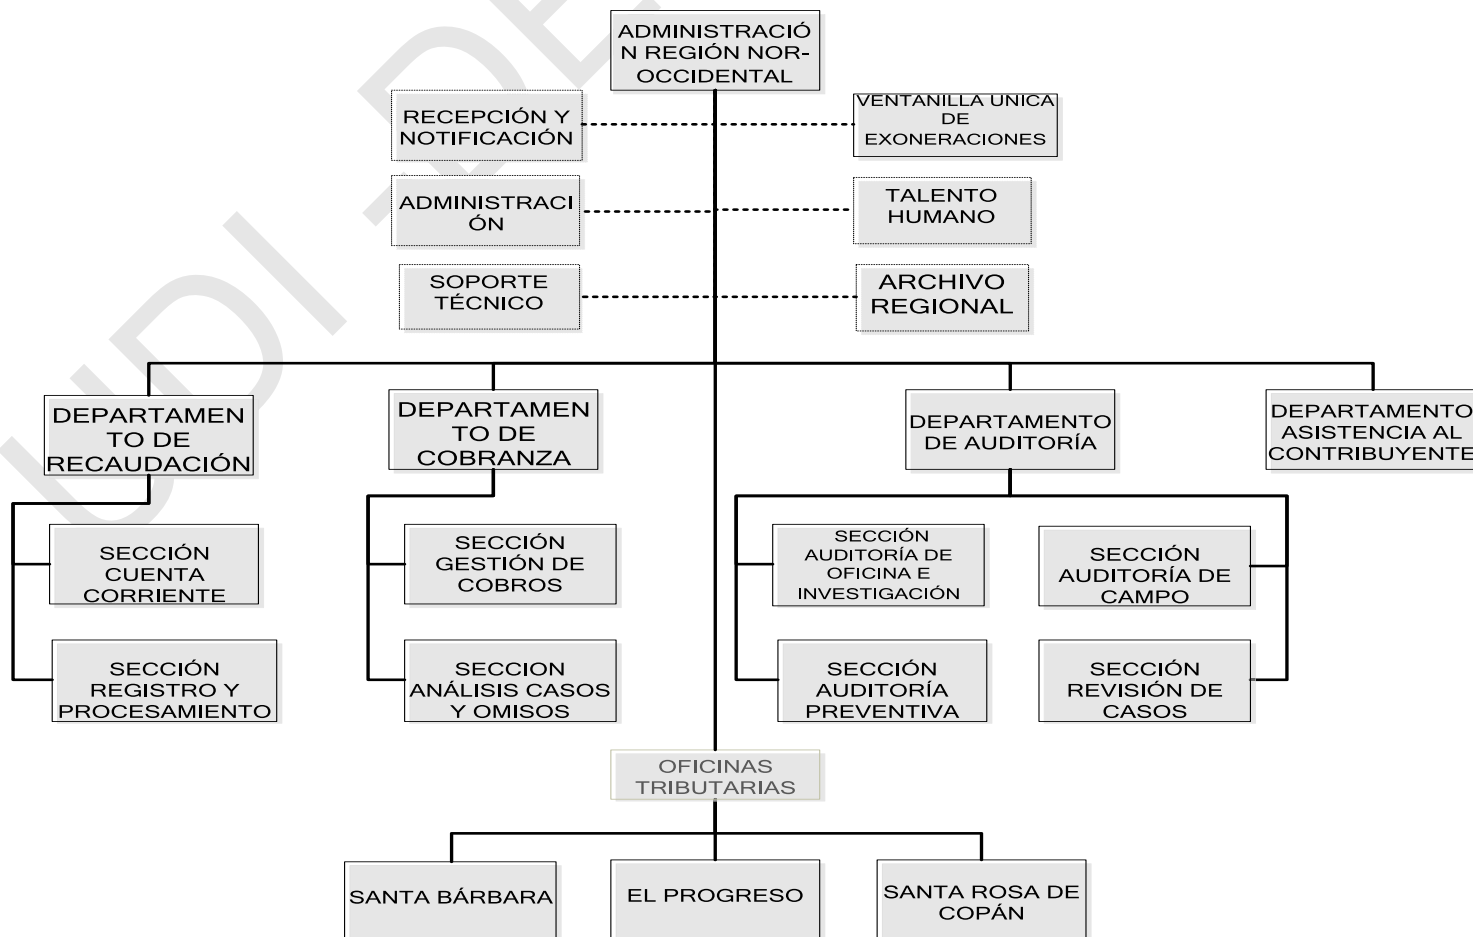 ADMINISTRACIÓ
N REGIÓN NOR-
OCCIDENTAL
RECEPCIÓN Y
NOTIFICACIÓN
VENTANILLA UNICA
DE
EXONERACIONES
ADMINISTRACI
ÓN
TALENTO
HUMANO
SOPORTE
TÉCNICO
ARCHIVO
REGIONAL
DEPARTAMEN
TO DE
RECAUDACIÓN
DEPARTAMEN
TO DE
COBRANZA
DEPARTAMENTO
DE AUDITORÍA
DEPARTAMENTO
ASISTENCIA AL
CONTRIBUYENTE
SECCIÓN
CUENTA
CORRIENTE
SECCIÓN
GESTIÓN DE
COBROS
SECCIÓN
AUDITORÍA DE
OFICINA E
INVESTIGACIÓN
SECCIÓN
AUDITORÍA DE
CAMPO
SECCIÓN
REGISTRO Y
PROCESAMIENTO
SECCION
ANÁLISIS CASOS
Y OMISOS
SECCIÓN
AUDITORÍA
PREVENTIVA
SECCIÓN
REVISIÓN DE
CASOS
OFICINAS
TRIBUTARIAS
SANTA BÁRBARA
EL PROGRESO
SANTA ROSA DE
COPÁN
UDI -DE